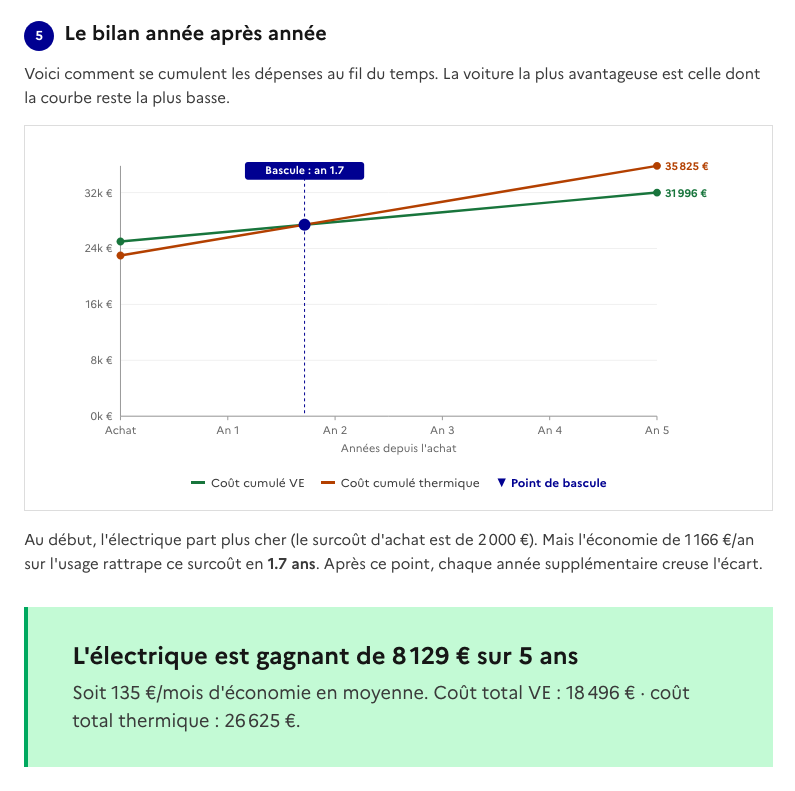 5 Le bilan année après année
Voici comment se cumulent les dépenses au fil du temps. La voiture la plus avantageuse est celle dont
la courbe reste la plus basse.
Bascule : an 1.7
35 825 €
31 996 €
32k €
24k €
16k €
8k €
0k €
Achat An 1 An 2 An 3 An 4 An 5
Années depuis l'achat
Coût cumulé VE Coût cumulé thermique ▼ Point de bascule
Au début, l'électrique part plus cher (le surcoût d'achat est de 2 000 €). Mais l'économie de 1 166 €/an
sur l'usage rattrape ce surcoût en 1.7 ans. Après ce point, chaque année supplémentaire creuse l'écart.
L'électrique est gagnant de 8 129 € sur 5 ans
Soit 135 €/mois d'économie en moyenne. Coût total VE : 18 496 € · coût
total thermique : 26 625 €.